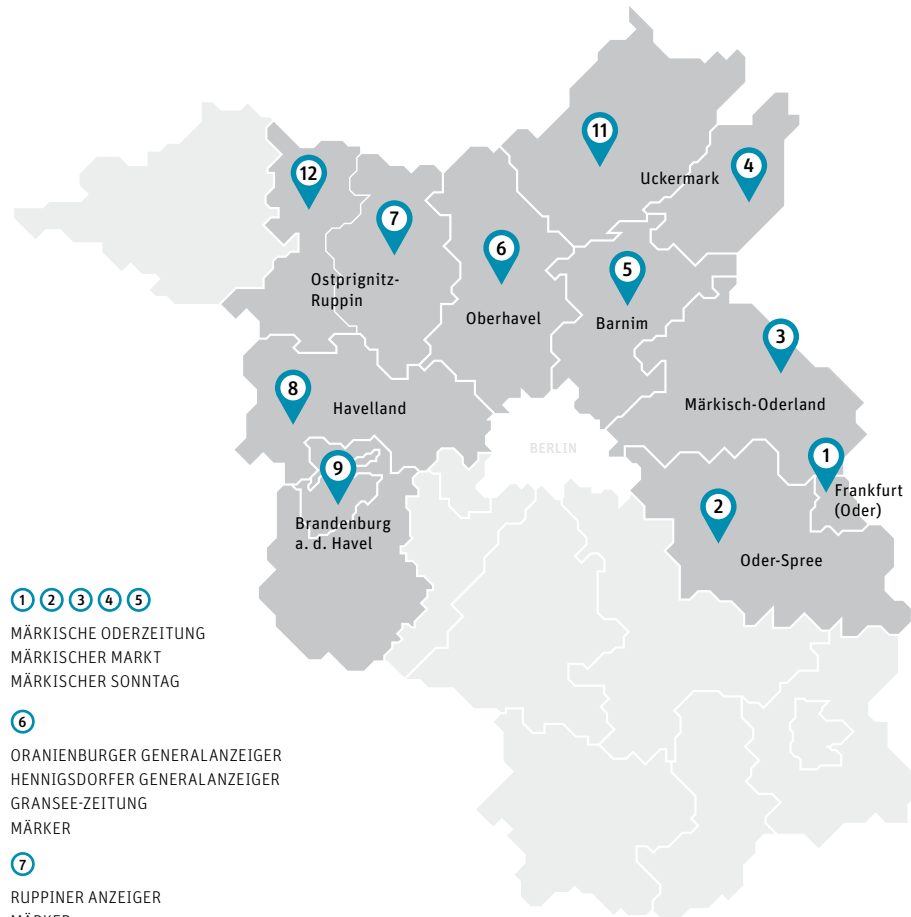 11
Uckermark
4
12
7
6
5
Ostprignitz-
Ruppin
Oberhavel
Barnim
3
8
Havelland
Märkisch-Oderland
BERLIN
9
1
Frankfurt
(Oder)
2
Brandenburg
a. d. Havel
Oder-Spree
1 2 3 4 5
MÄRKISCHE ODERZEITUNG
MÄRKISCHER MARKT
MÄRKISCHER SONNTAG
6
ORANIENBURGER GENERALANZEIGER
HENNIGSDORFER GENERALANZEIGER
GRANSEE-ZEITUNG
MÄRKER
7
RUPPINER ANZEIGER
MÄRKER